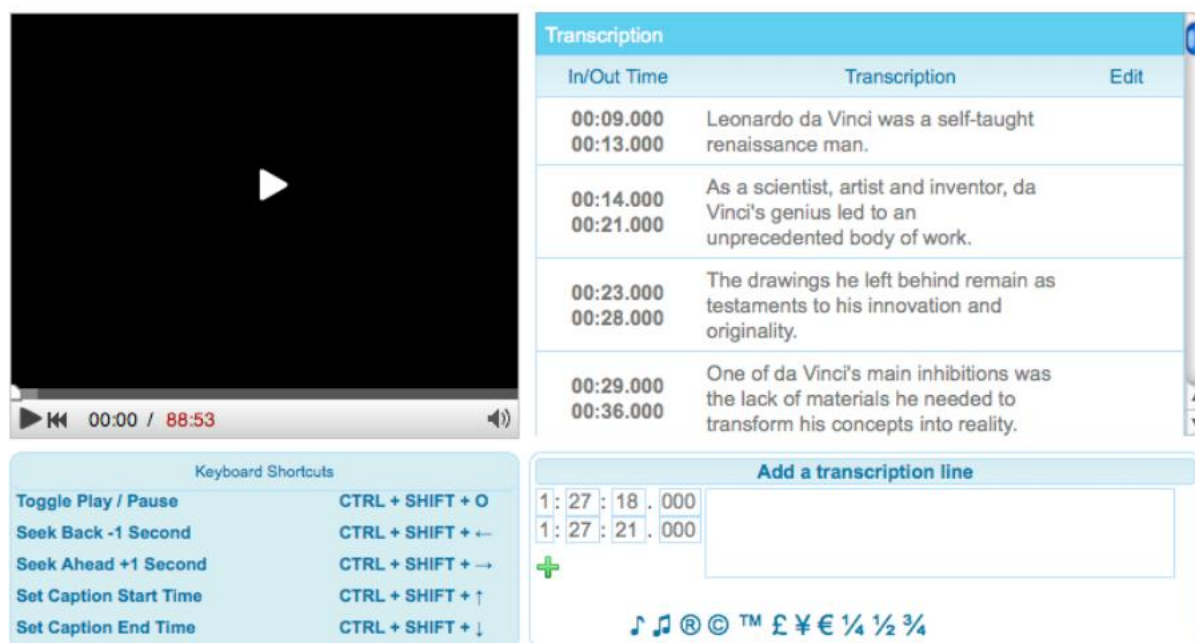 Transcription
In/Out Time Transcription Edit
00:09.000
00:13.000
Leonardo da Vinci was a self-taught
renaissance man.
00:14.000
00:21.000
As a scientist, artist and inventor, da
Vinci's genius led to an
unprecedented body of work.
00:23.000
00:28.000
The drawings he left behind remain as
testaments to his innovation and
originality.
00:29.000
00:36.000
One of da Vinci's main inhibitions was
the lack of materials he needed to
transform his concepts into reality.
00:00 / 88:53
Keyboard Shortcuts
Toggle Play / Pause CTRL + SHIFT + O
Seek Back -1 Second CTRL + SHIFT + ←
Seek Ahead +1 Second CTRL + SHIFT + →
Set Caption Start Time CTRL + SHIFT + ↑
Set Caption End Time CTRL + SHIFT + ↓
Add a transcription line
1: 27 : 18 . 000
1: 27 : 21 . 000
♪ ♫ ® © ™ £ ¥ € ¼ ½ ¾